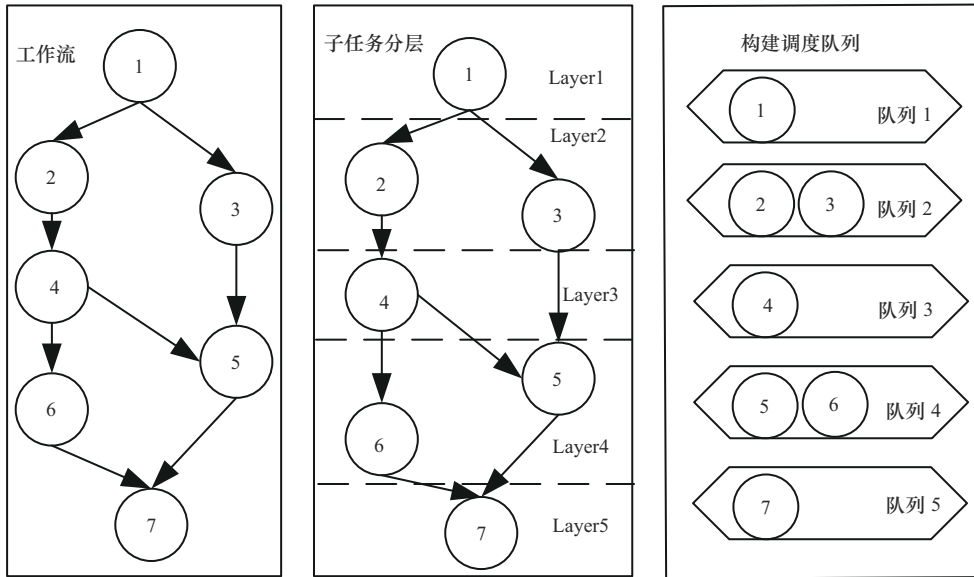 工作流
1
2
3
4
5
6
7
子任务分层
1
Layer1
Layer2
2
3
4
Layer3
5
6
Layer4
7
Layer5
构建调度队列
1 队列 1
2 3 队列 2
4 队列 3
5 6 队列 4
7 队列 5